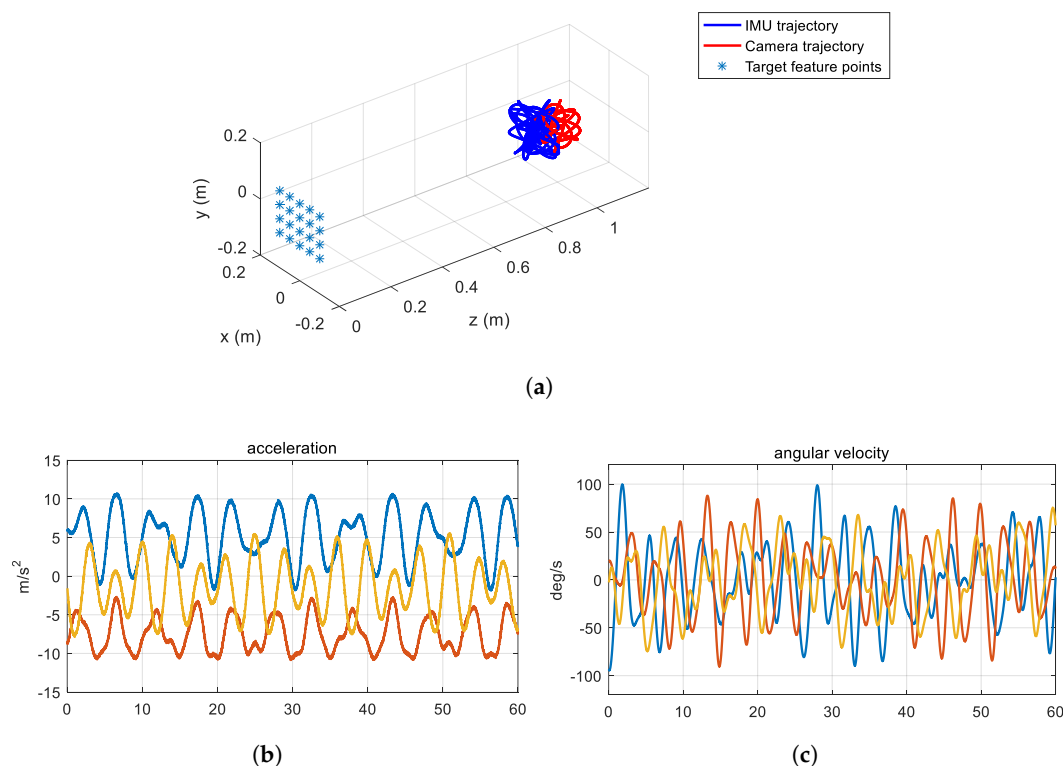 IMU trajectory
Camera trajectory
Target feature points
0.2
0
-0.2
y (m)
0.2
0
-0.2
x (m)
0
0.2
0.4
0.6
0.8
1
z (m)
(a)
acceleration
15
10
5
0
-5
-10
-15
m/s²
0 10 20 30 40 50 60
(b)
angular velocity
100
50
0
-50
-100
deg/s
0 10 20 30 40 50 60
(c)